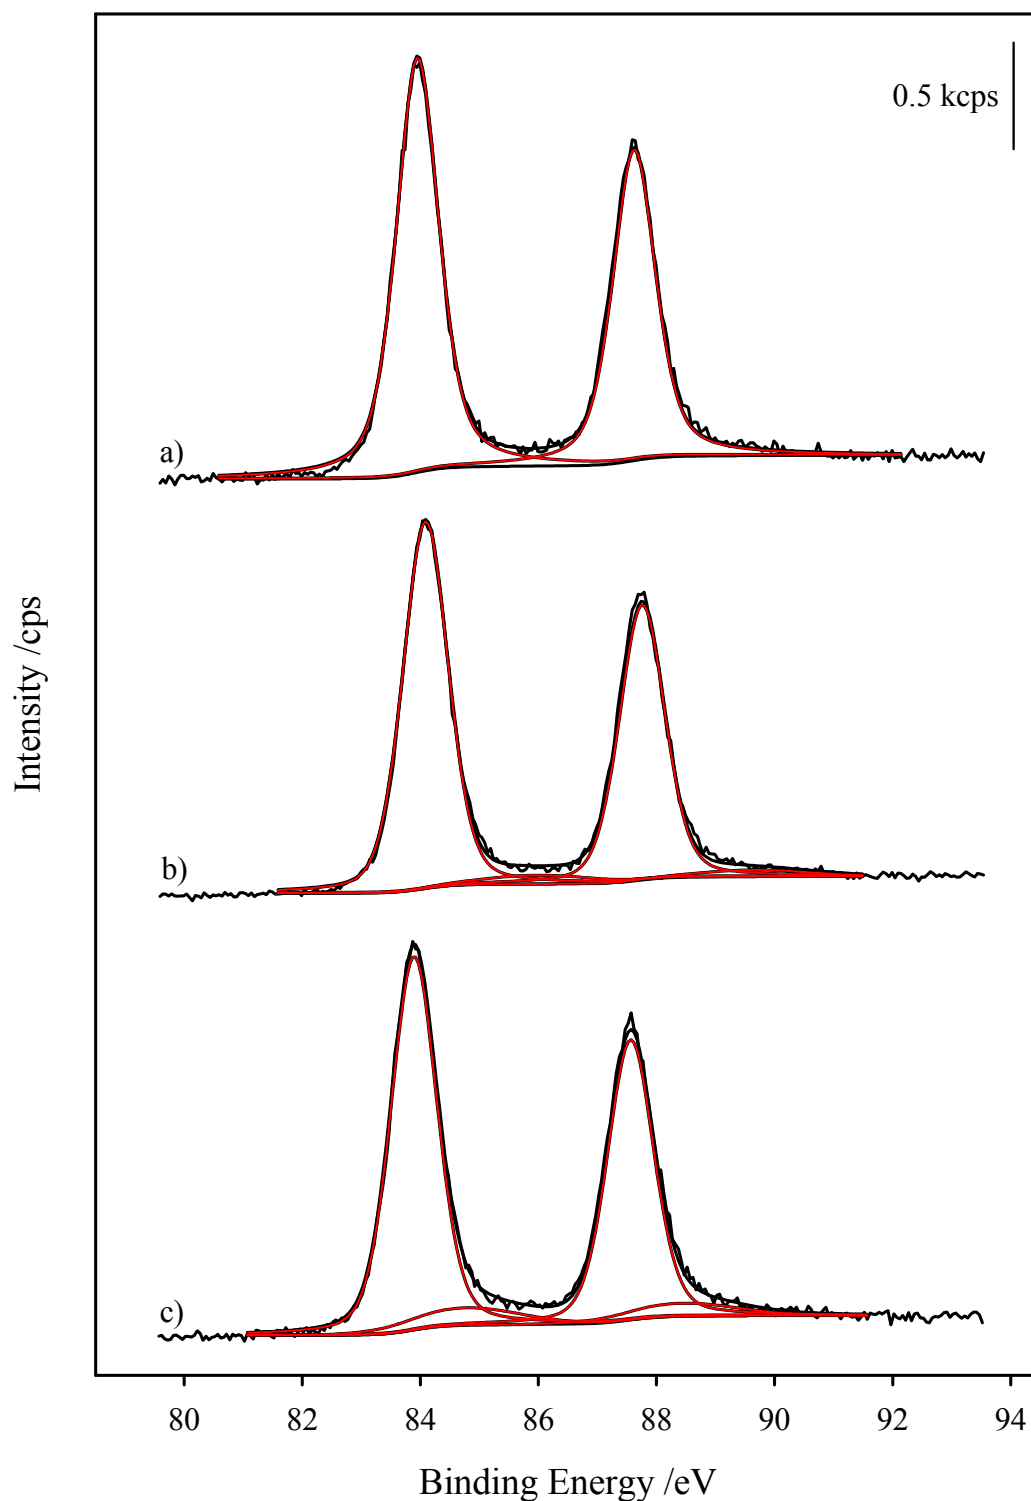 0.5 kcps
a)
b)
c)
Intensity /cps
80 82 84 86 88 90 92 94
Binding Energy /eV